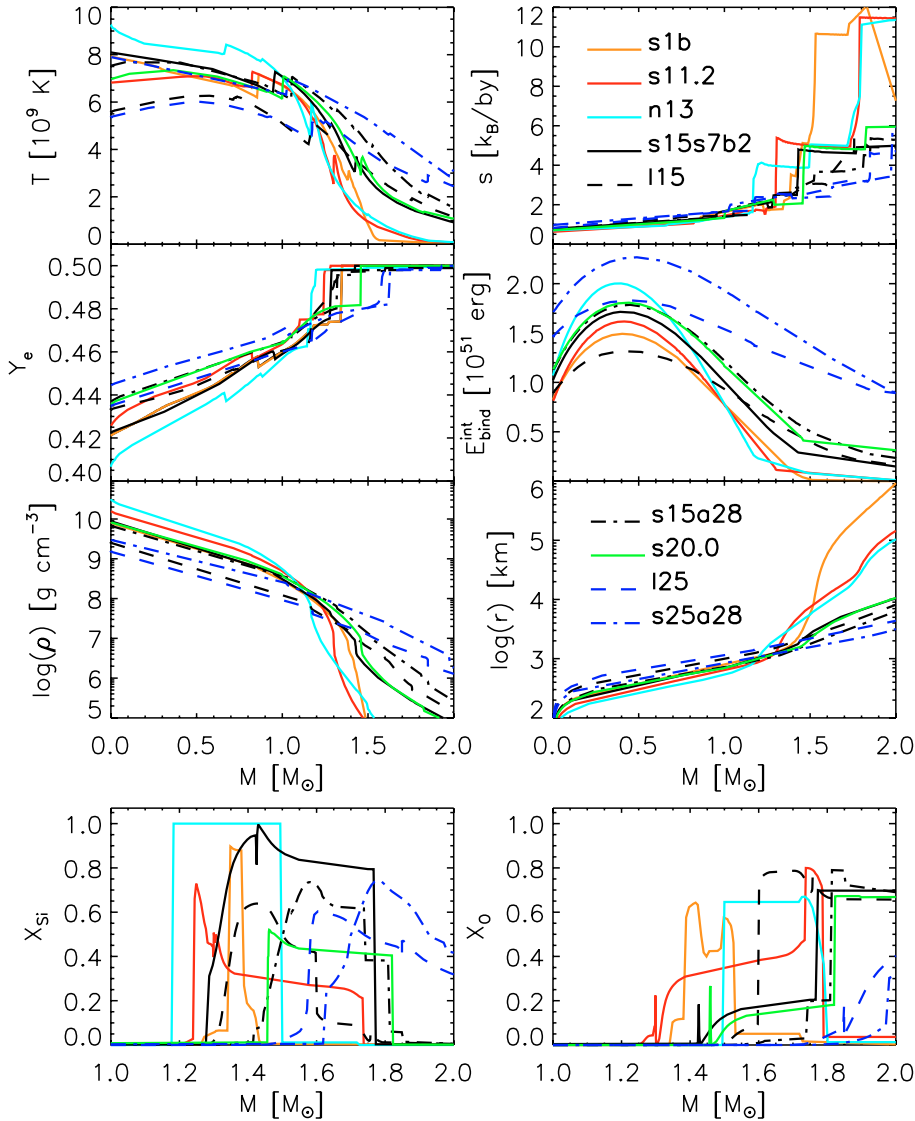 T [10⁹ K]
0
2
4
6
8
10
s [k_B/by]
0
2
4
6
8
10
12
s1b
s11.2
n13
s15s7b2
l15
Y_e
0.40
0.42
0.44
0.46
0.48
0.50
E_bind^int [10⁵¹ erg]
0.5
1.0
1.5
2.0
log(ρ) [g cm⁻³]
5
6
7
8
9
10
log(r) [km]
2
3
4
5
6
s15a28
s20.0
l25
s25a28
0.0 0.5 1.0 1.5 2.0
M [M☉]
0.0 0.5 1.0 1.5 2.0
M [M☉]
X_Si
0.0
0.2
0.4
0.6
0.8
1.0
1.0 1.2 1.4 1.6 1.8 2.0
M [M☉]
X_O
0.0
0.2
0.4
0.6
0.8
1.0
1.0 1.2 1.4 1.6 1.8 2.0
M [M☉]